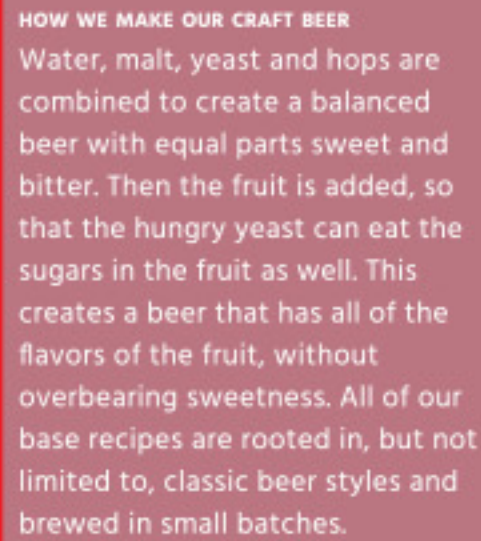 HOW WE MAKE OUR CRAFT BEER
Water, malt, yeast and hops are
combined to create a balanced
beer with equal parts sweet and
bitter. Then the fruit is added, so
that the hungry yeast can eat the
sugars in the fruit as well. This
creates a beer that has all of the
flavors of the fruit, without
overbearing sweetness. All of our
base recipes are rooted in, but not
limited to, classic beer styles and
brewed in small batches.